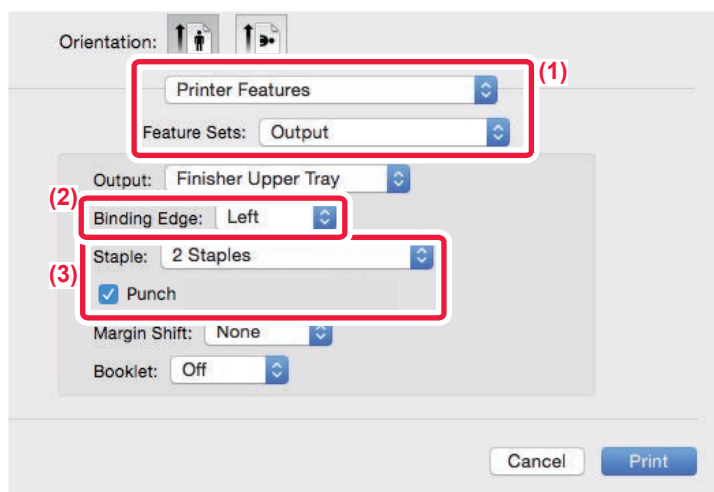 Orientation:
(1)
Printer Features
Feature Sets: Output
Output: Finisher Upper Tray
(2)
Binding Edge: Left
(3)
Staple: 2 Staples
Punch
Margin Shift: None
Booklet: Off
Cancel Print